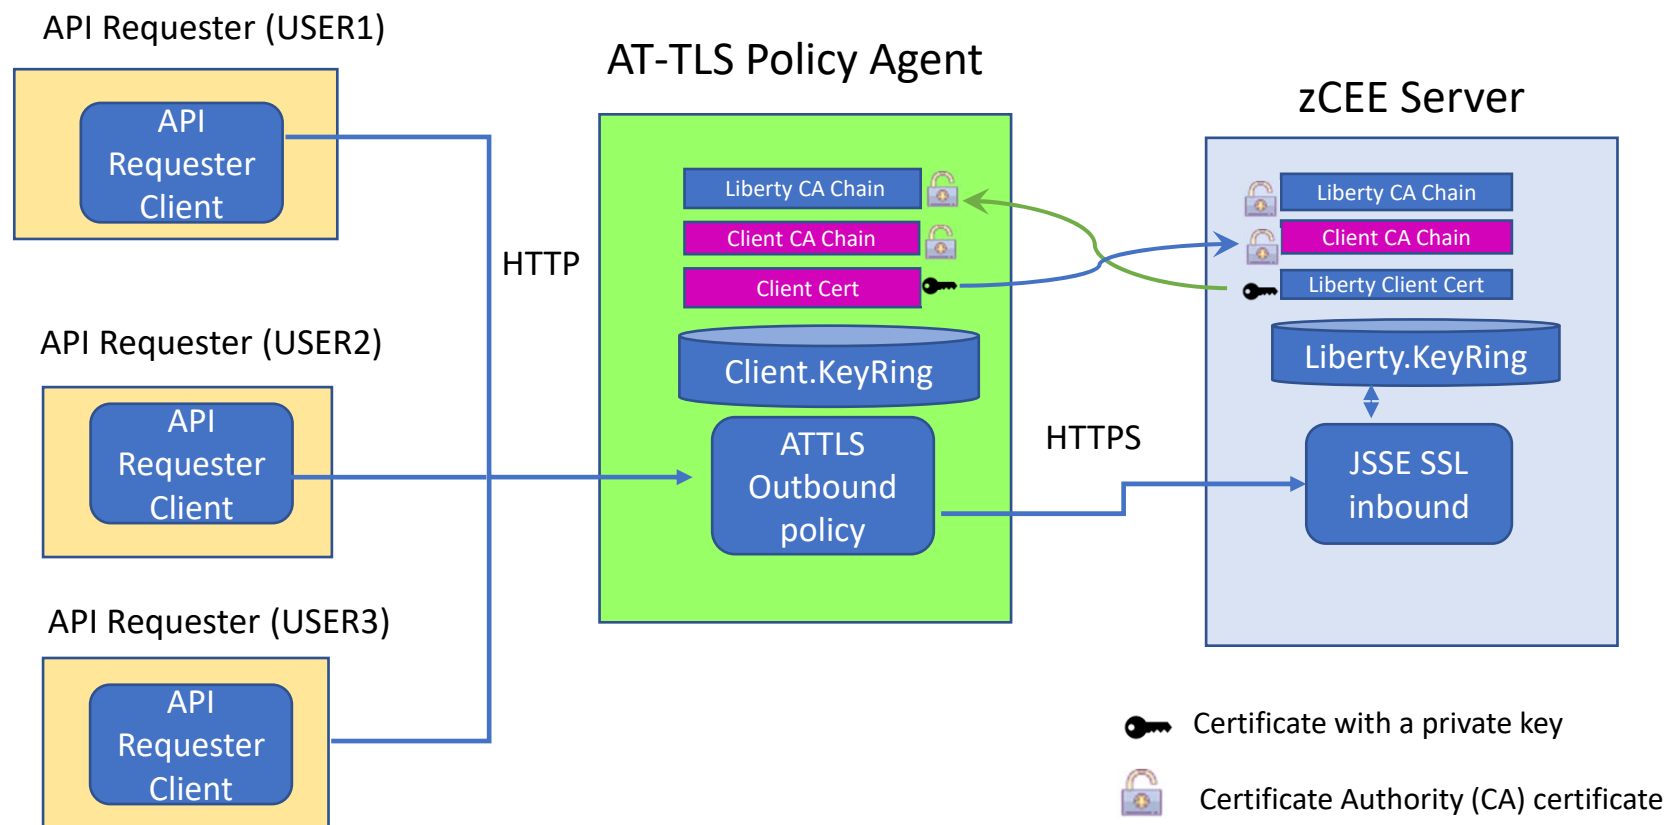 API Requester (USER1)
API
Requester
Client
API Requester (USER2)
API
Requester
Client
API Requester (USER3)
API
Requester
Client
HTTP
AT-TLS Policy Agent
Liberty CA Chain
Client CA Chain
Client Cert
Client.KeyRing
ATTLS
Outbound
policy
HTTPS
zCEE Server
Liberty CA Chain
Client CA Chain
Liberty Client Cert
Liberty.KeyRing
JSSE SSL
inbound
Certificate with a private key
Certificate Authority (CA) certificate